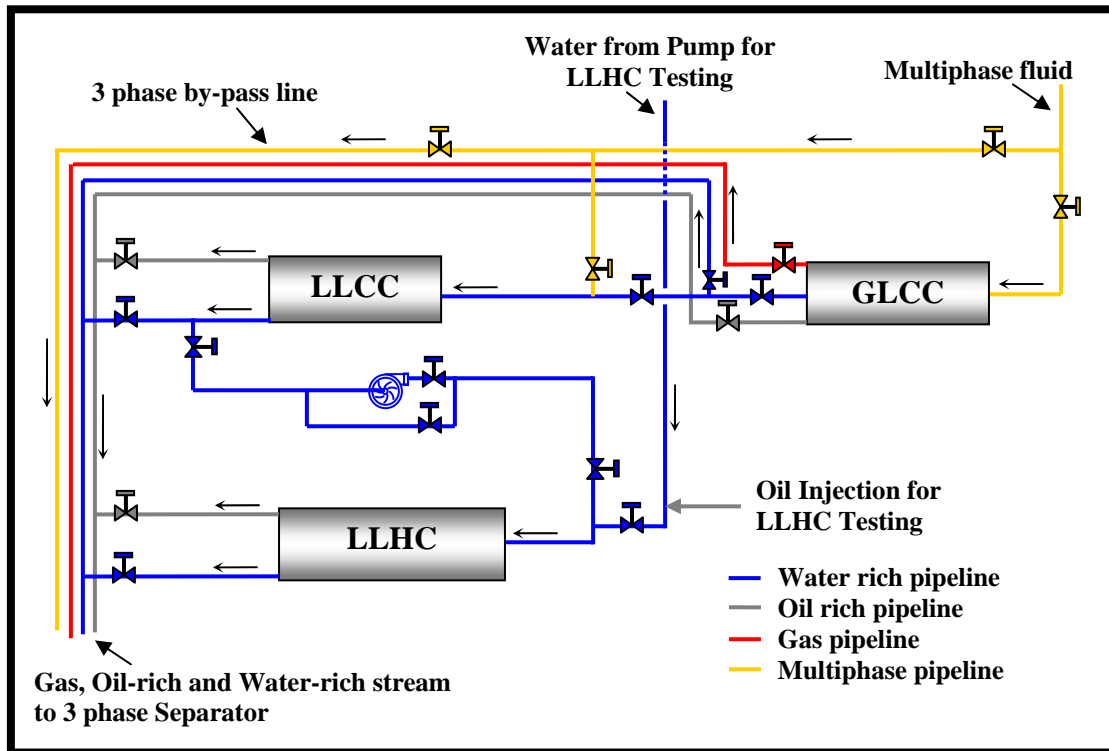 Water from Pump for
LLHC Testing
Multiphase fluid
3 phase by-pass line
LLCC
GLCC
Oil Injection for
LLHC Testing
LLHC
Water rich pipeline
Oil rich pipeline
Gas pipeline
Multiphase pipeline
Gas, Oil-rich and Water-rich stream
to 3 phase Separator